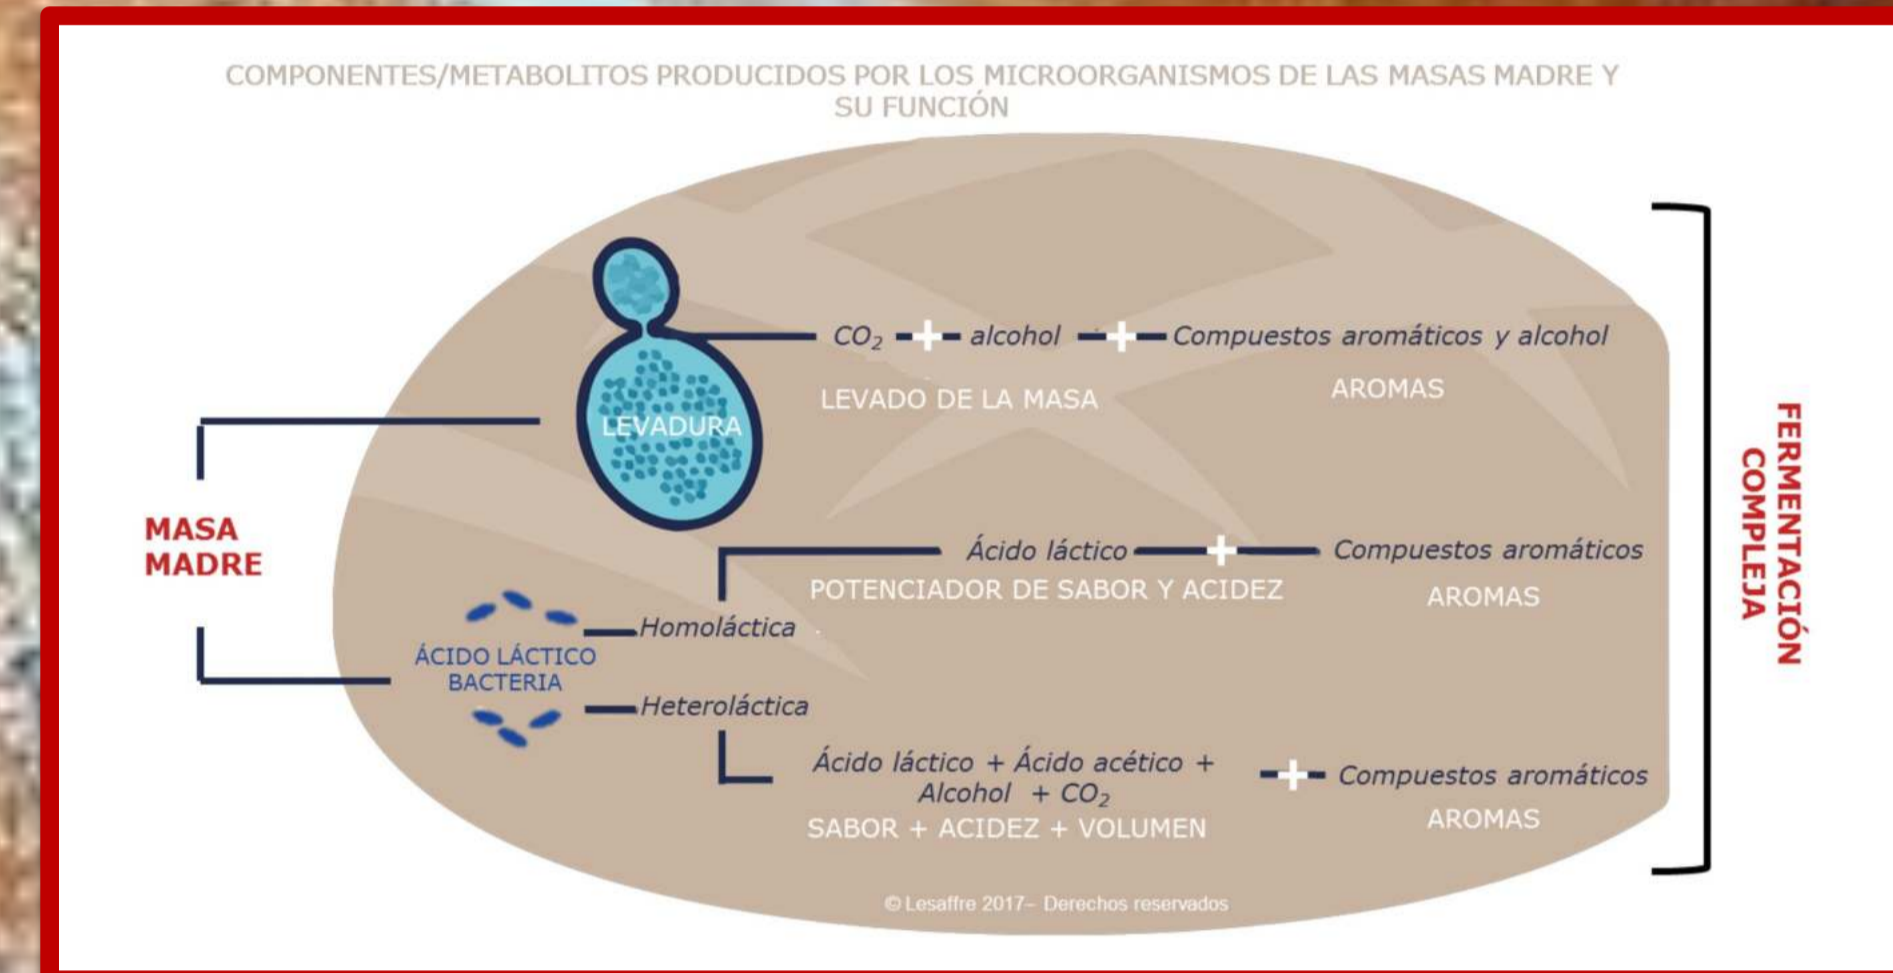 COMPONENTES/METABOLITOS PRODUCIDOS POR LOS MICROORGANISMOS DE LAS MASAS MADRE Y
SU FUNCIÓN
CO₂ + alcohol + Compuestos aromáticos y alcohol
LEVADO DE LA MASA
AROMAS
LEVADURA
MASA
MADRE
Ácido láctico + Compuestos aromáticos
POTENCIADOR DE SABOR Y ACIDEZ
AROMAS
Homoláctica
ÁCIDO LÁCTICO
BACTERIA
Heteroláctica
Ácido láctico + Ácido acético +
Alcohol + CO₂
+ Compuestos aromáticos
SABOR + ACIDEZ + VOLUMEN
AROMAS
FERMENTACIÓN
COMPLEJA
© Lesaffre 2017– Derechos reservados